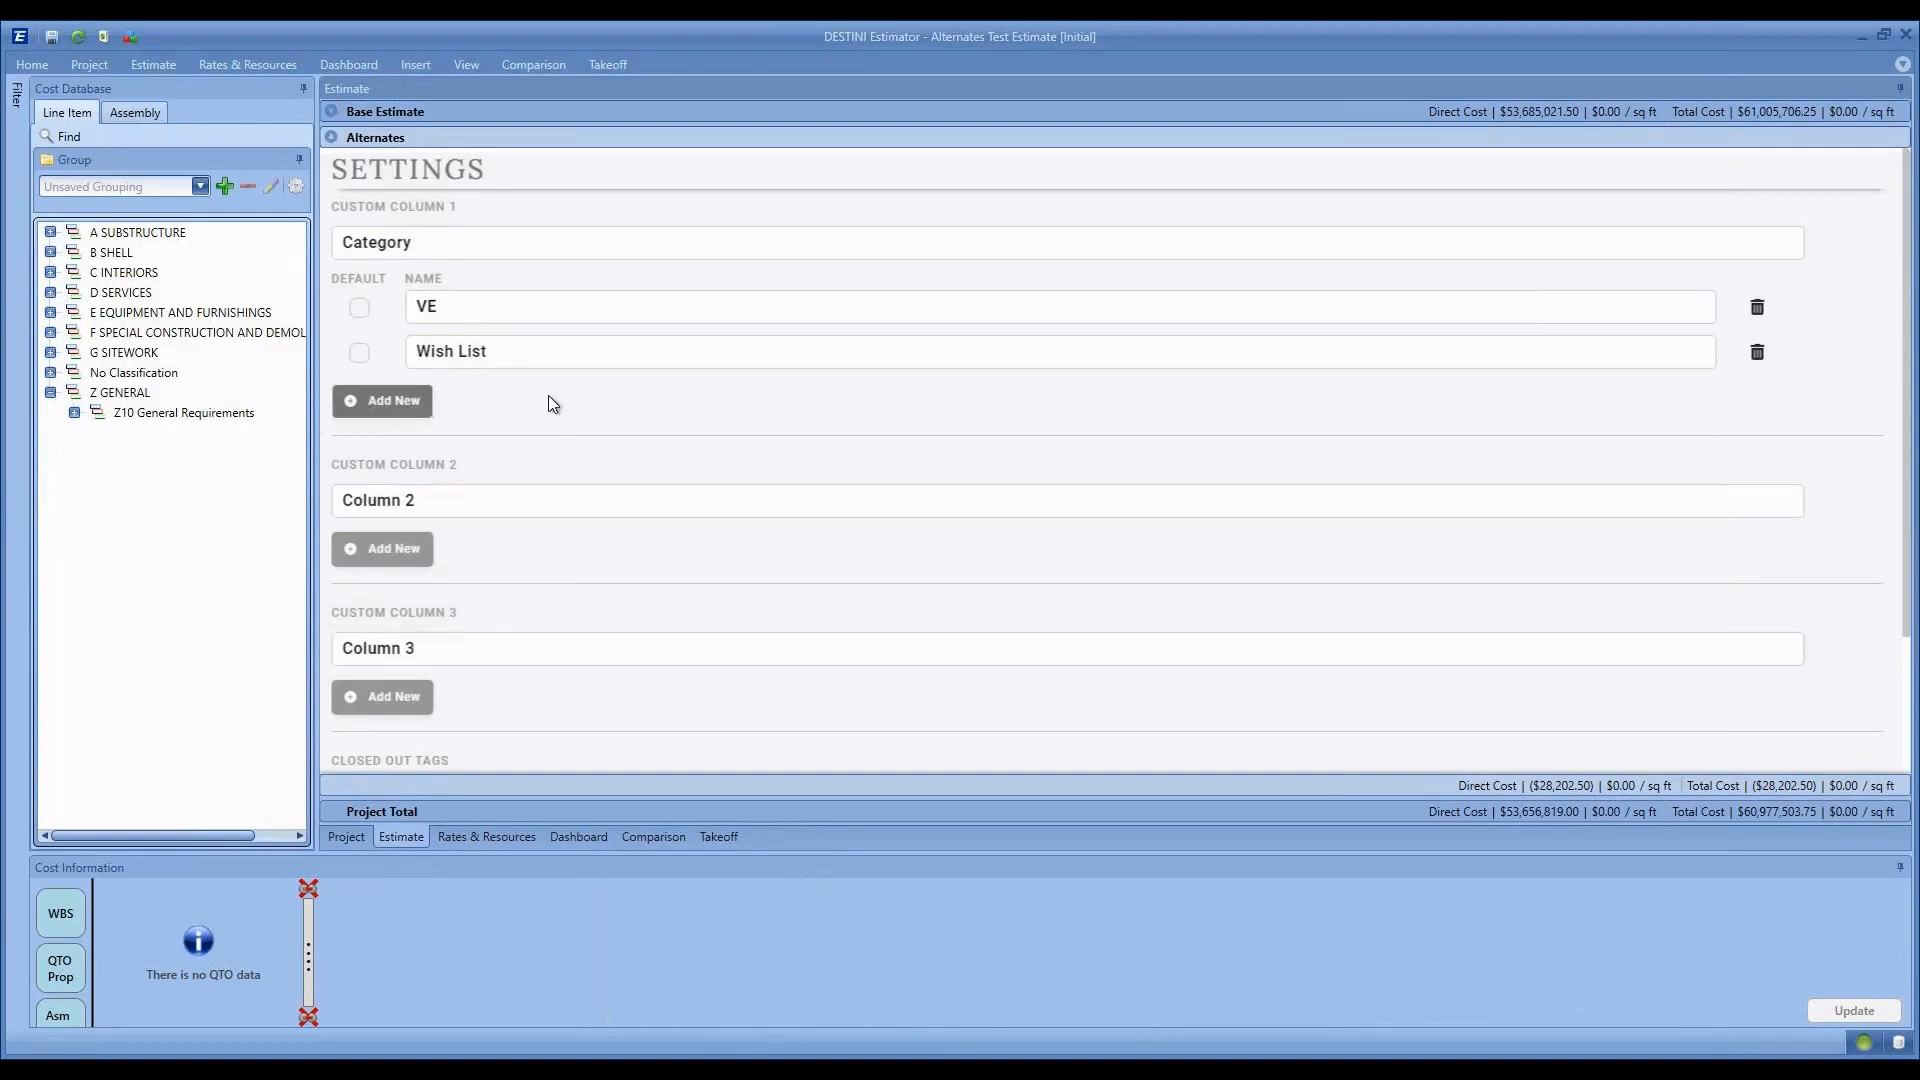 DESTINI Estimator - Alternates Test Estimate [Initial]
Home Project Estimate Rates & Resources Dashboard Insert View Comparison Takeoff
Filter
Cost Database
Line Item Assembly
Find
Group
Unsaved Grouping
A SUBSTRUCTURE
B SHELL
C INTERIORS
D SERVICES
E EQUIPMENT AND FURNISHINGS
F SPECIAL CONSTRUCTION AND DEMOL
G SITEWORK
No Classification
Z GENERAL
Z10 General Requirements
Estimate
Base Estimate Direct Cost | $53,685,021.50 | $0.00 / sq ft Total Cost | $61,005,706.25 | $0.00 / sq ft
Alternates
SETTINGS
CUSTOM COLUMN 1
Category
DEFAULT NAME
VE
Wish List
Add New
CUSTOM COLUMN 2
Column 2
Add New
CUSTOM COLUMN 3
Column 3
Add New
CLOSED OUT TAGS
Direct Cost | ($28,202.50) | $0.00 / sq ft Total Cost | ($28,202.50) | $0.00 / sq ft
Project Total Direct Cost | $53,656,819.00 | $0.00 / sq ft Total Cost | $60,977,503.75 | $0.00 / sq ft
Project Estimate Rates & Resources Dashboard Comparison Takeoff
Cost Information
WBS
QTO
Prop
Asm
There is no QTO data
Update